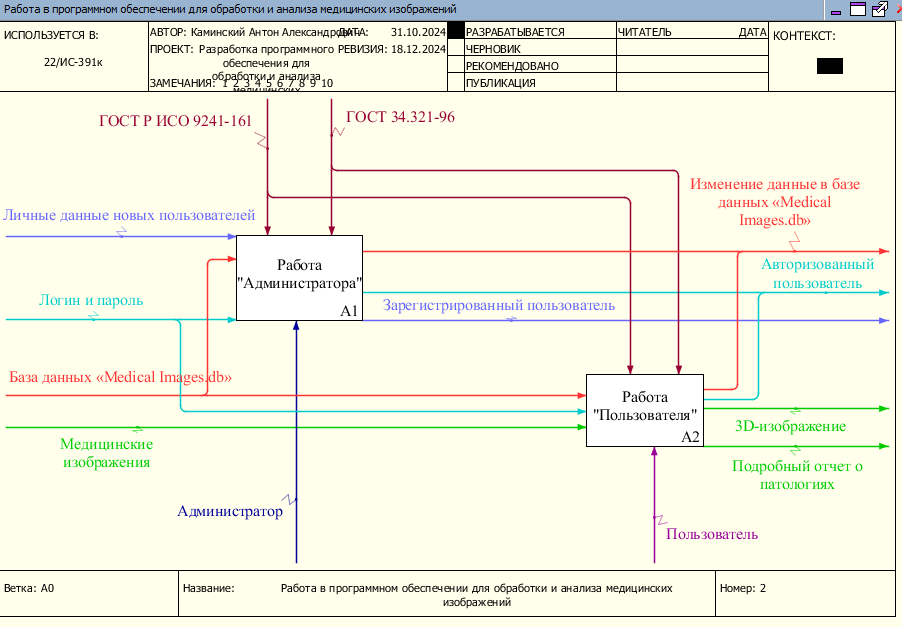 Работа в программном обеспечении для обработки и анализа медицинских изображений
ИСПОЛЬЗУЕТСЯ В:
22/ИС-391к
АВТОР: Каминский Антон Александрович
ДАТА: 31.10.2024
ПРОЕКТ: Разработка программного
обеспечения для
обработки и анализа
медицинских
РЕВИЗИЯ: 18.12.2024
ЗАМЕЧАНИЯ: 1 2 3 4 5 6 7 8 9 10
РАЗРАБАТЫВАЕТСЯ
ЧЕРНОВИК
РЕКОМЕНДОВАНО
ПУБЛИКАЦИЯ
ЧИТАТЕЛЬ
ДАТА
КОНТЕКСТ:
ГОСТ Р ИСО 9241-161
ГОСТ 34.321-96
Личные данные новых пользователей
Изменение данные в базе
данных «Medical
Images.db»
Работа
"Администратора"
A1
Авторизованный
пользователь
Логин и пароль
Зарегистрированный пользователь
База данных «Medical Images.db»
Работа
"Пользователя"
A2
Медицинские
изображения
3D-изображение
Подробный отчет о
патологиях
Администратор
Пользователь
Ветка: A0
Название:
Работа в программном обеспечении для обработки и анализа медицинских
изображений
Номер: 2